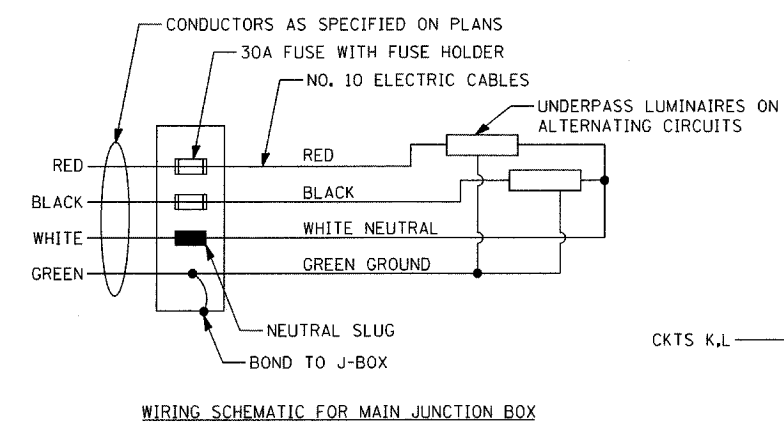 CONDUCTORS AS SPECIFIED ON PLANS
30A FUSE WITH FUSE HOLDER
NO. 10 ELECTRIC CABLES
UNDERPASS LUMINAIRES ON
ALTERNATING CIRCUITS
RED
RED
BLACK
BLACK
WHITE
WHITE NEUTRAL
GREEN
GREEN GROUND
NEUTRAL SLUG
BOND TO J-BOX
CKTS K,L
WIRING SCHEMATIC FOR MAIN JUNCTION BOX